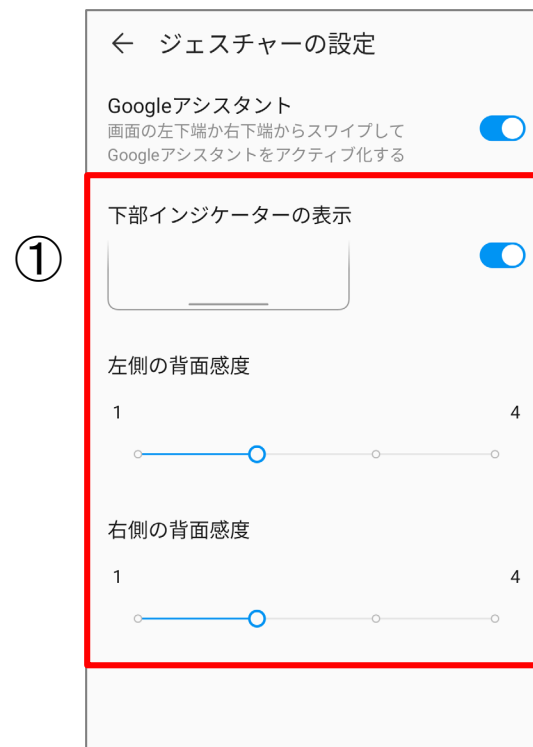 ジェスチャーの設定
Googleアシスタント
画面の左下端か右下端からスワイプして
Googleアシスタントをアクティブ化する
①
下部インジケーターの表示
左側の背面感度
1 4
右側の背面感度
1 4